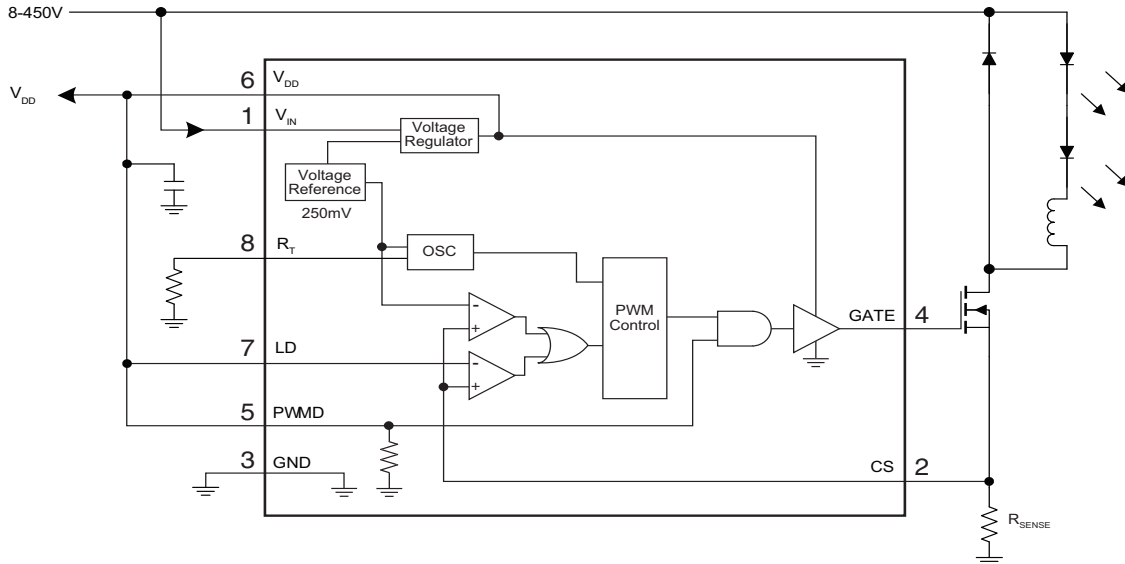 8-450V
6
V_DD
V_DD
1
V_IN
Voltage
Regulator
Voltage
Reference
250mV
8
R_T
OSC
-
+
PWM
Control
GATE
4
7
LD
-
+
5
PWMD
3
GND
CS
2
R_SENSE